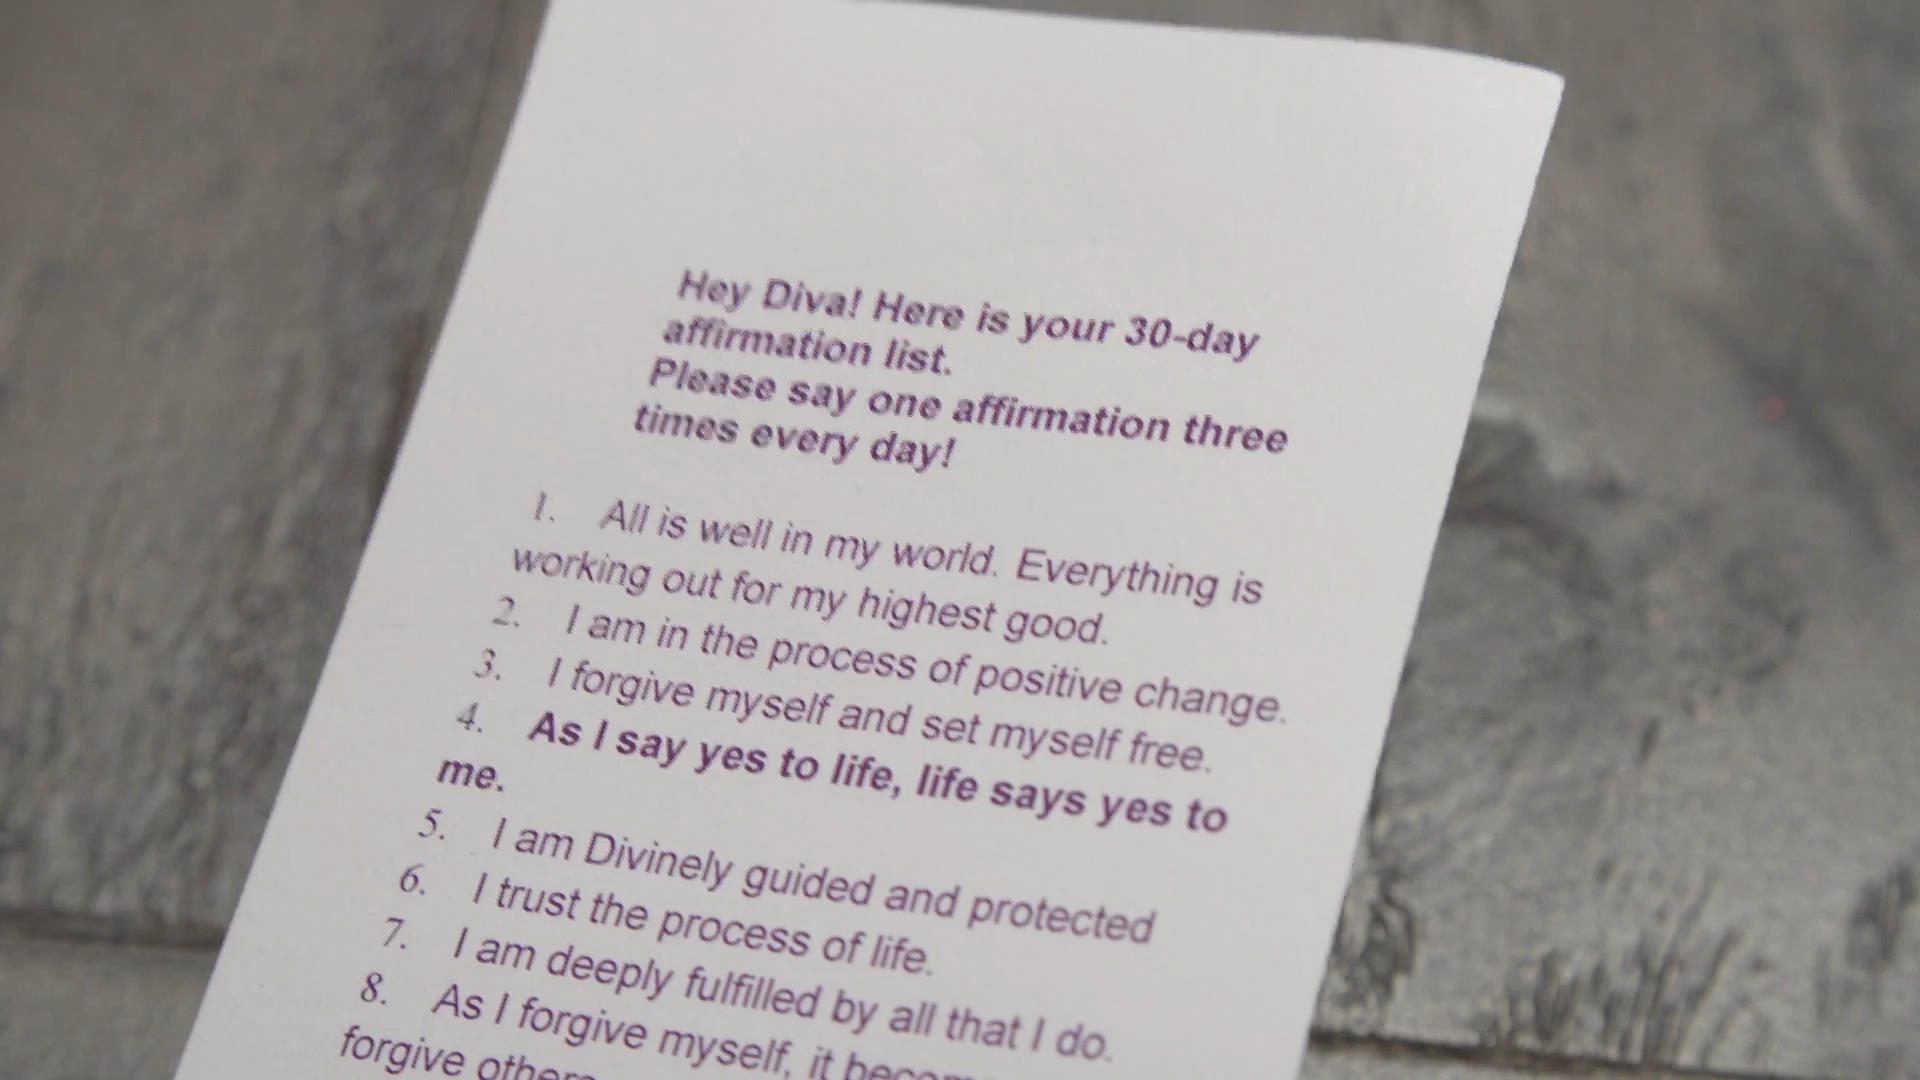 Hey Diva! Here is your 30-day
affirmation list.
Please say one affirmation three
times every day!
1. All is well in my world. Everything is
working out for my highest good.
2. I am in the process of positive change.
3. I forgive myself and set myself free.
4. As I say yes to life, life says yes to
me.
5. I am Divinely guided and protected
6. I trust the process of life.
7. I am deeply fulfilled by all that I do.
8. As I forgive myself, it
forgive